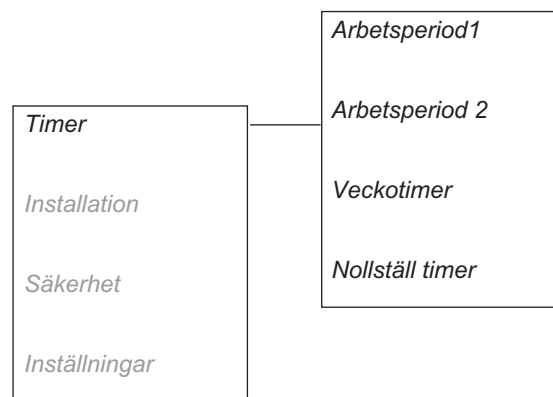 Timer
Installation
Säkerhet
Inställningar
Arbetsperiod1
Arbetsperiod 2
Veckotimer
Nollställ timer